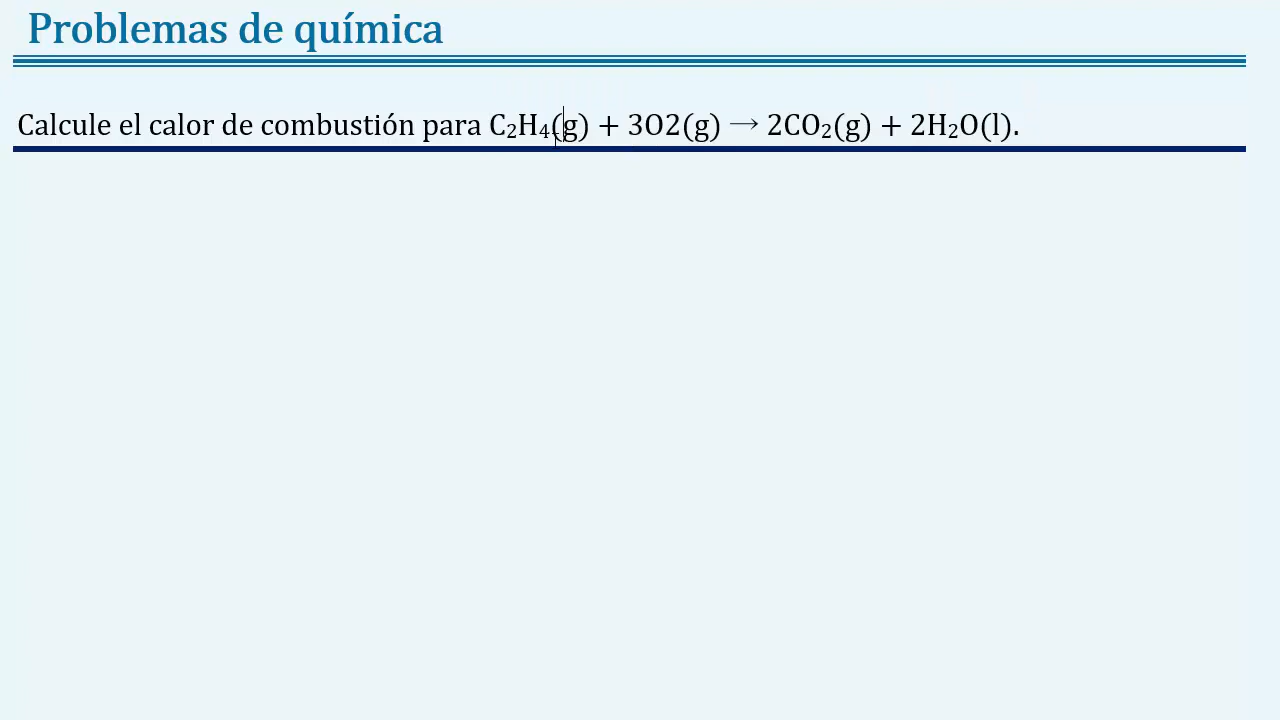 Problemas de química
Calcule el calor de combustión para C₂H₄(g) + 3O2(g) → 2CO₂(g) + 2H₂O(l).